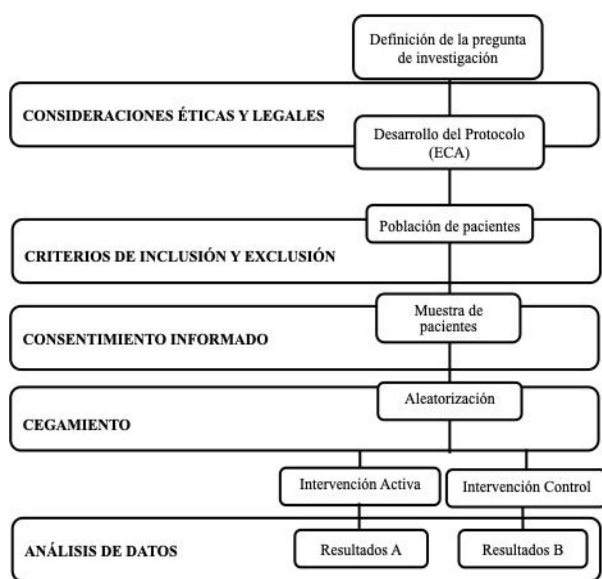 Definición de la pregunta
de investigación
CONSIDERACIONES ÉTICAS Y LEGALES
Desarrollo del Protocolo
(ECA)
Población de pacientes
CRITERIOS DE INCLUSIÓN Y EXCLUSIÓN
Muestra de
pacientes
CONSENTIMIENTO INFORMADO
Aleatorización
CEGAMIENTO
Intervención Activa
Intervención Control
ANÁLISIS DE DATOS
Resultados A
Resultados B